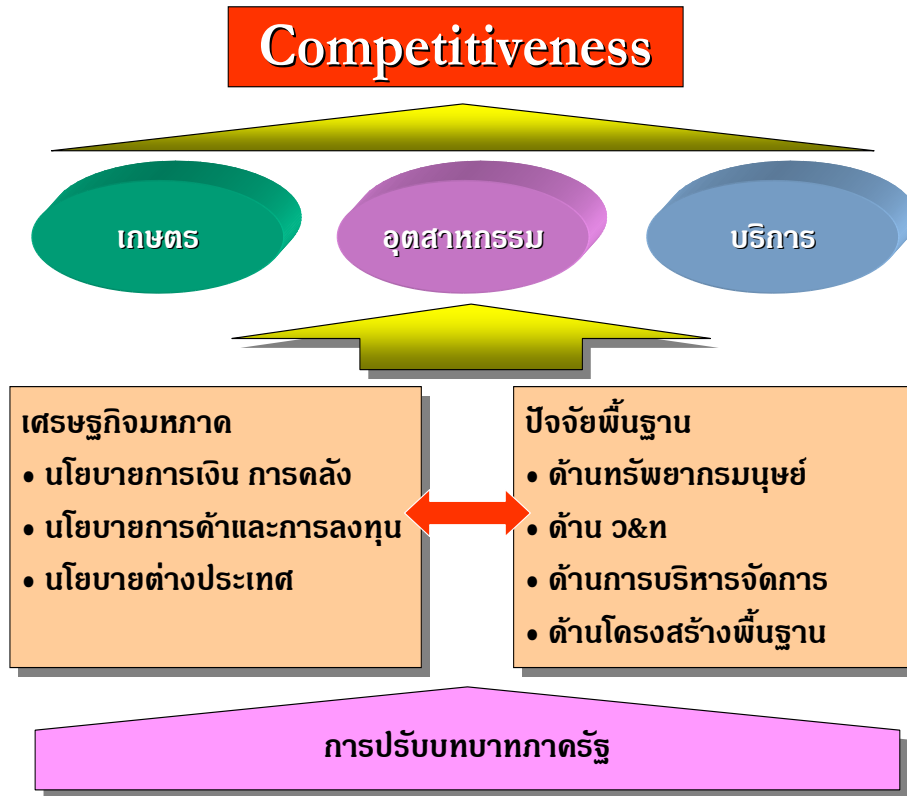 Competitiveness
เกษตร
อุตสาหกรรม
บริการ
เศรษฐกิจมหภาค
• นโยบายการเงิน การคลัง
• นโยบายการค้าและการลงทุน
• นโยบายต่างประเทศ
ปัจจัยพื้นฐาน
• ด้านทรัพยากรมนุษย์
• ด้าน ว&ท
• ด้านการบริหารจัดการ
• ด้านโครงสร้างพื้นฐาน
การปรับบทบาทภาครัฐ